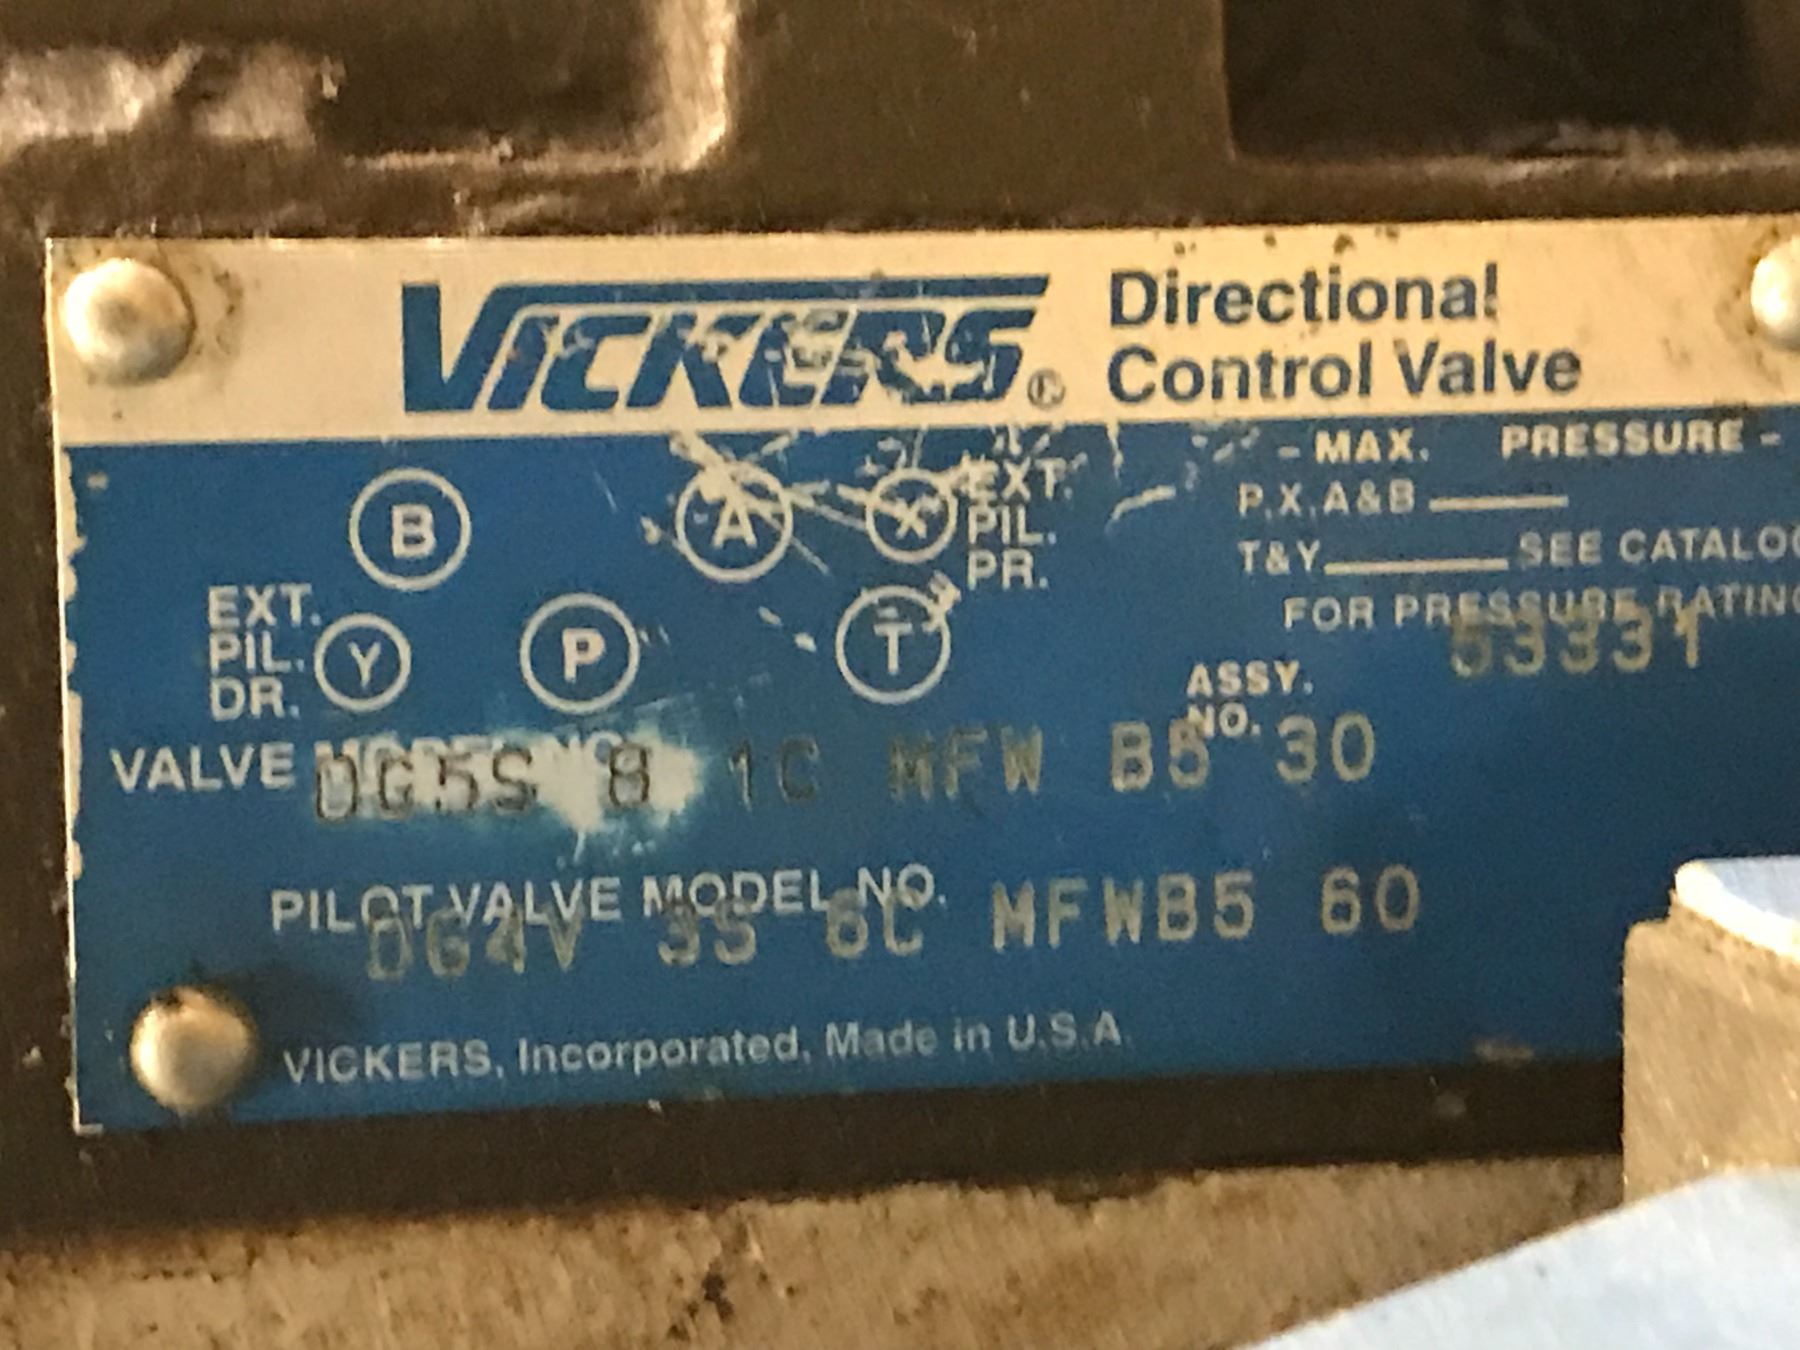 VICKERS® Directional
Control Valve
- MAX. PRESSURE -
B A X EXT.
PIL.
PR.
P,X,A&B
T&Y SEE CATALOG
FOR PRESSURE RATING
EXT.
PIL.
DR. Y P T
ASSY.
NO. 53331
VALVE MODEL NO.
DG5S 8 1C MFW B5 30
PILOT VALVE MODEL NO.
DG4V 3S 6C MFWB5 60
VICKERS, Incorporated, Made in U.S.A